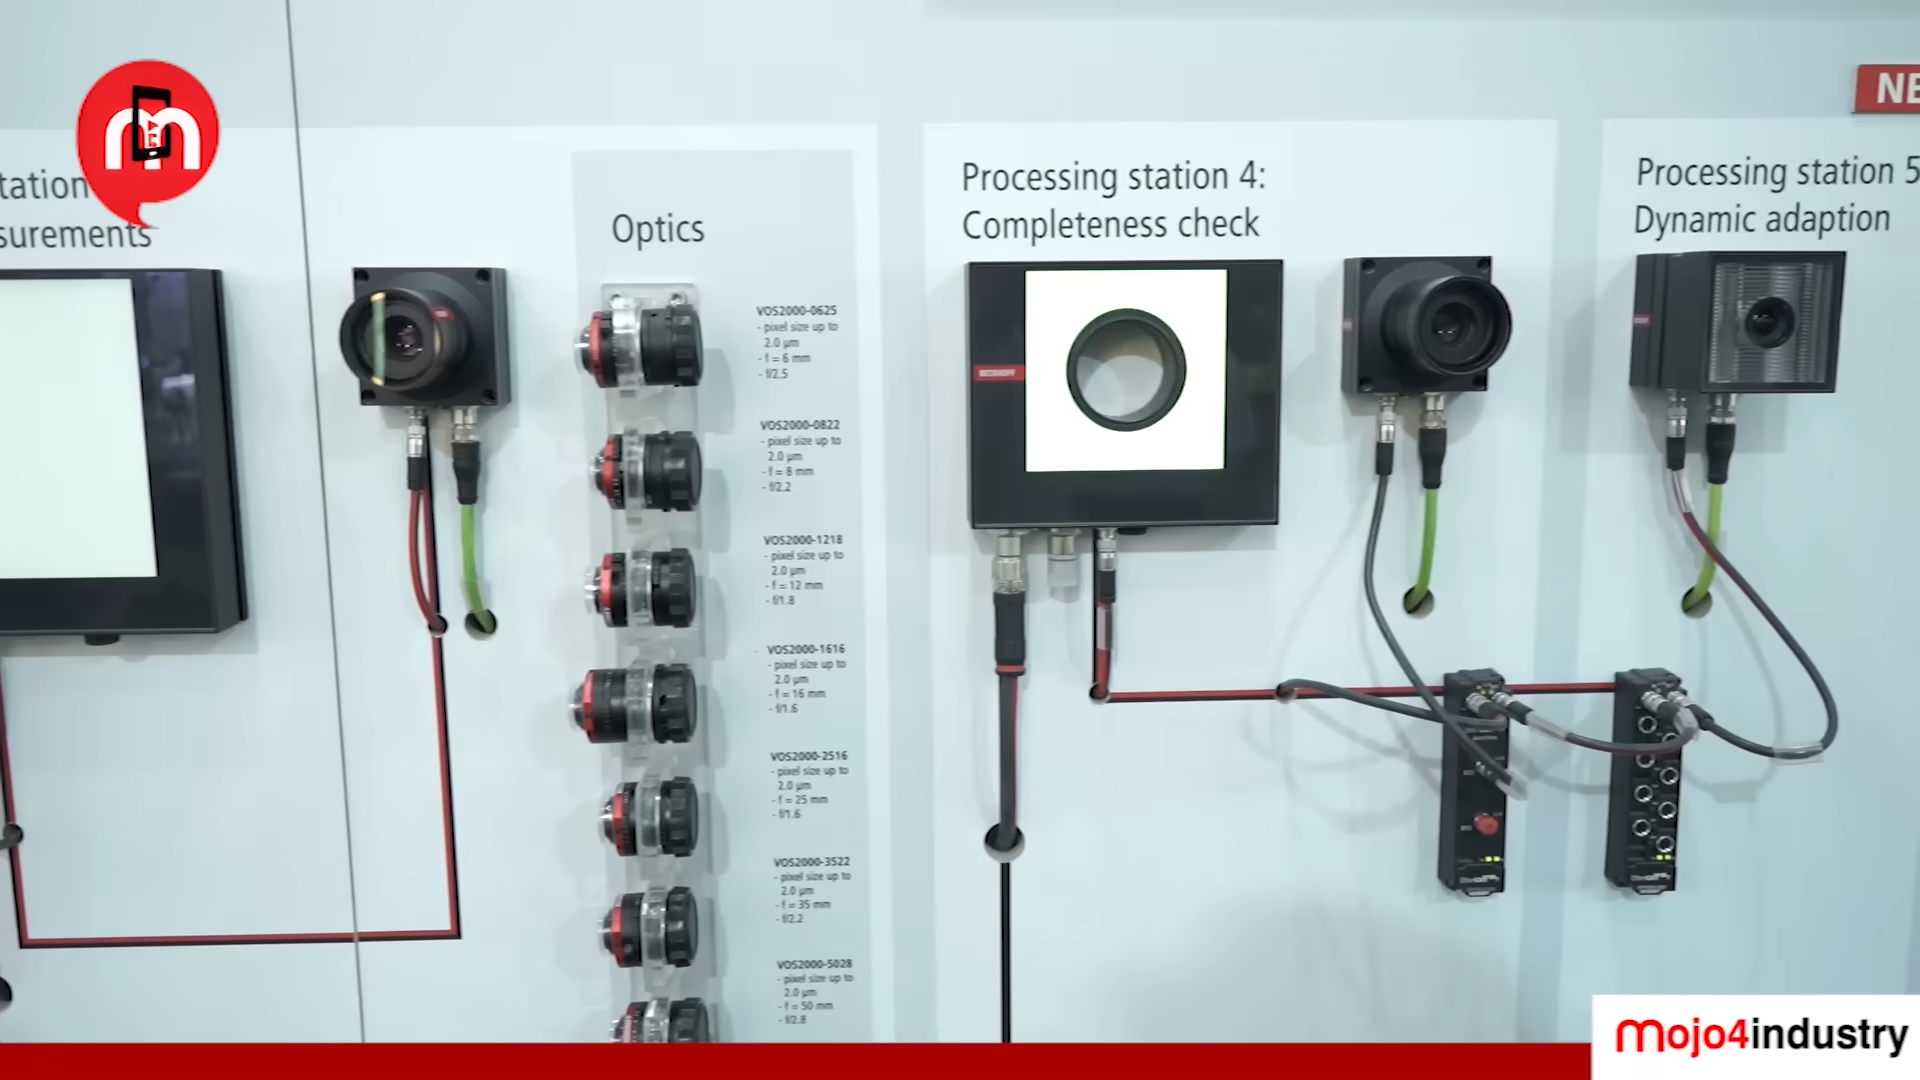 tation
surements
Optics
VOS2000-0625
- pixel size up to
2.0 µm
- f = 6 mm
- f/2.5
VOS2000-0822
- pixel size up to
2.0 µm
- f = 8 mm
- f/2.2
VOS2000-1218
- pixel size up to
2.0 µm
- f = 12 mm
- f/1.8
VOS2000-1616
- pixel size up to
2.0 µm
- f = 16 mm
- f/1.6
VOS2000-2516
- pixel size up to
2.0 µm
- f = 25 mm
- f/1.6
VOS2000-3522
- pixel size up to
2.0 µm
- f = 35 mm
- f/2.2
VOS2000-5028
- pixel size up to
2.0 µm
- f = 50 mm
- f/2.8
Processing station 4:
Completeness check
BECKHOFF
NE
Processing station 5
Dynamic adaption
mojo4industry